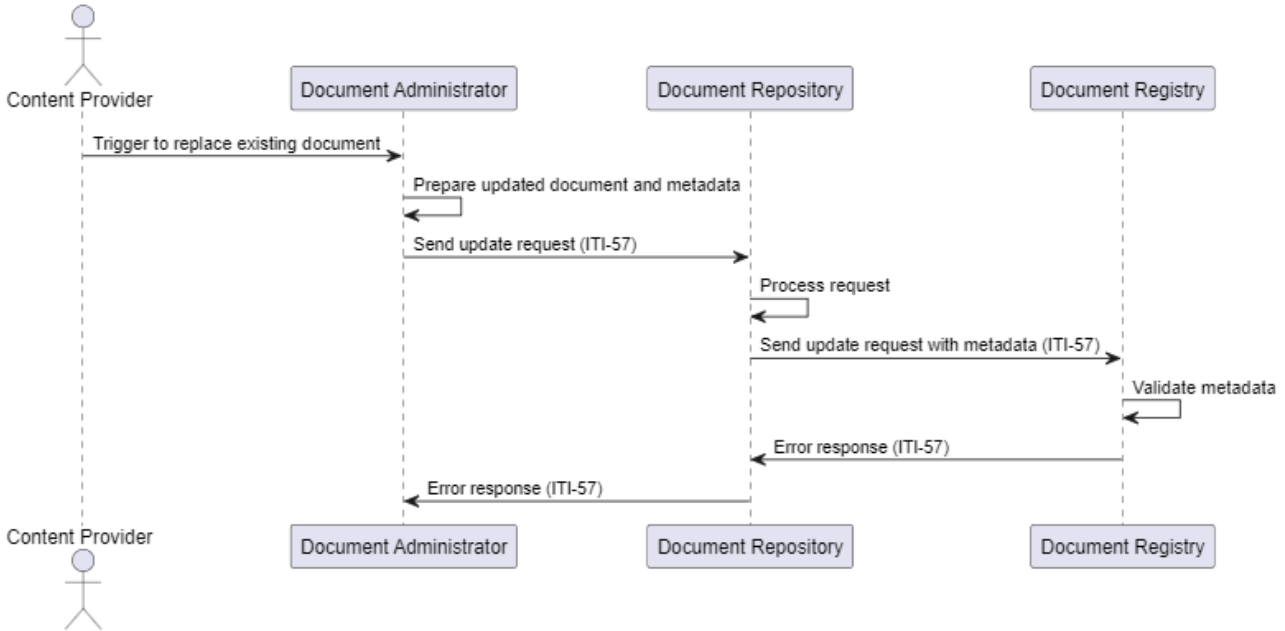 Content Provider
Document Administrator
Document Repository
Document Registry
Trigger to replace existing document
Prepare updated document and metadata
Send update request (ITI-57)
Process request
Send update request with metadata (ITI-57)
Validate metadata
Error response (ITI-57)
Error response (ITI-57)
Content Provider
Document Administrator
Document Repository
Document Registry